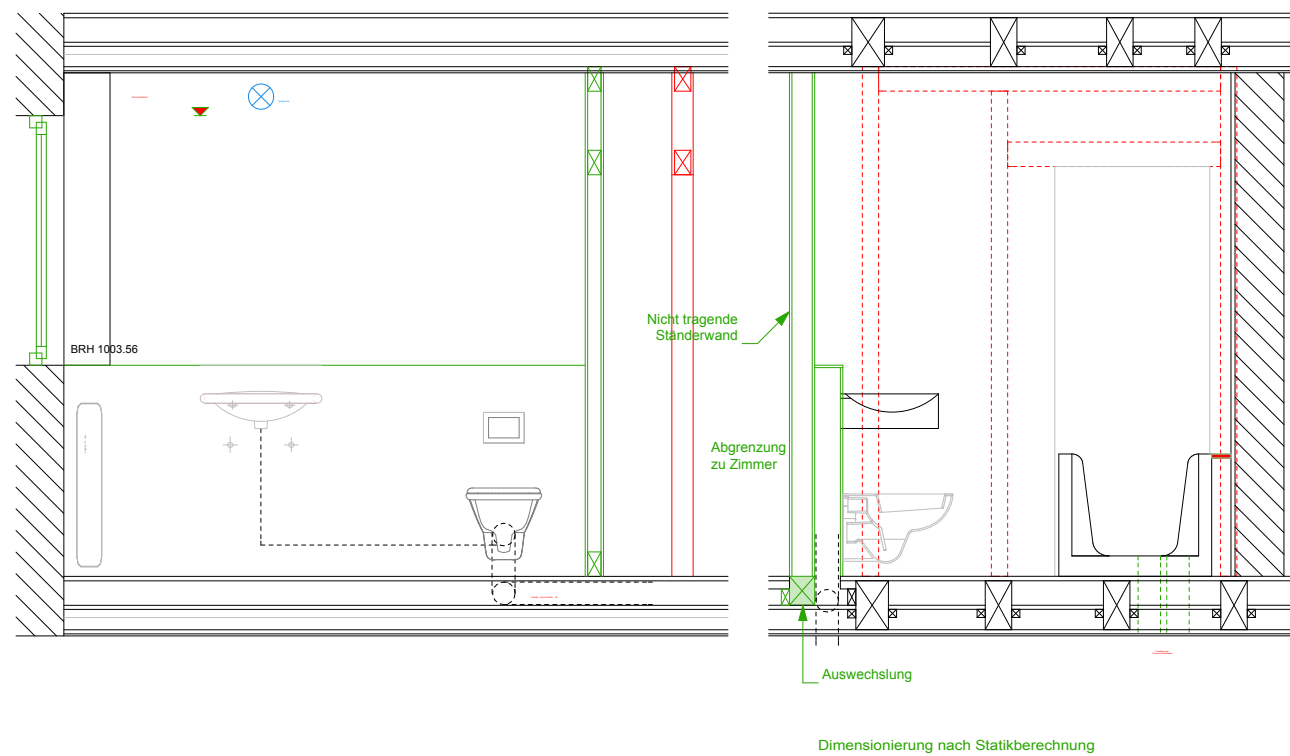 Nicht tragende
Ständerwand
BRH 1003.56
Abgrenzung
zu Zimmer
Auswechslung
Dimensionierung nach Statikberechnung